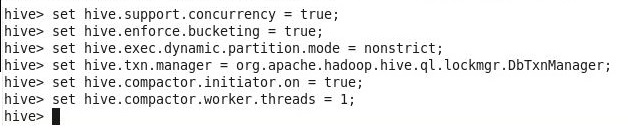 hive> set hive.support.concurrency = true;
hive> set hive.enforce.bucketing = true;
hive> set hive.exec.dynamic.partition.mode = nonstrict;
hive> set hive.txn.manager = org.apache.hadoop.hive.ql.lockmgr.DbTxnManager;
hive> set hive.compactor.initiator.on = true;
hive> set hive.compactor.worker.threads = 1;
hive>